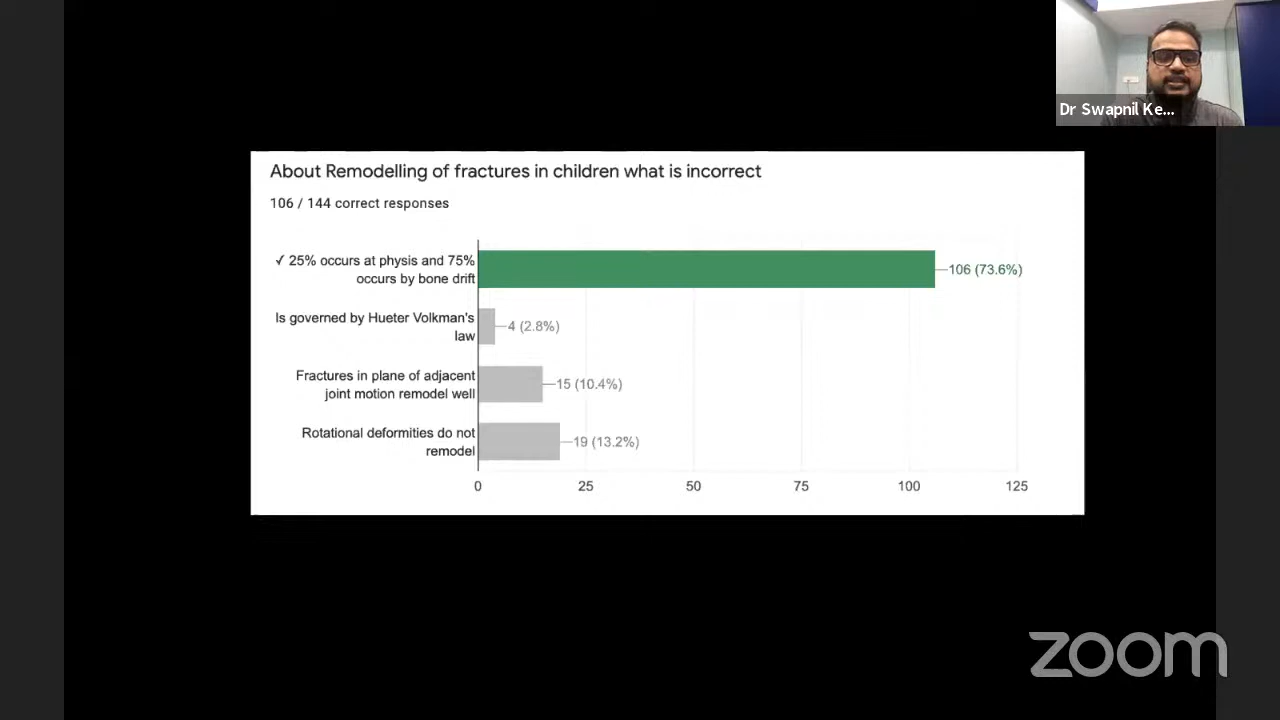 Dr Swapnil Ke...
About Remodelling of fractures in children what is incorrect
106 / 144 correct responses
✓ 25% occurs at physis and 75%
occurs by bone drift
106 (73.6%)
Is governed by Hueter Volkman's
law
4 (2.8%)
Fractures in plane of adjacent
joint motion remodel well
15 (10.4%)
Rotational deformities do not
remodel
19 (13.2%)
0 25 50 75 100 125
zoom